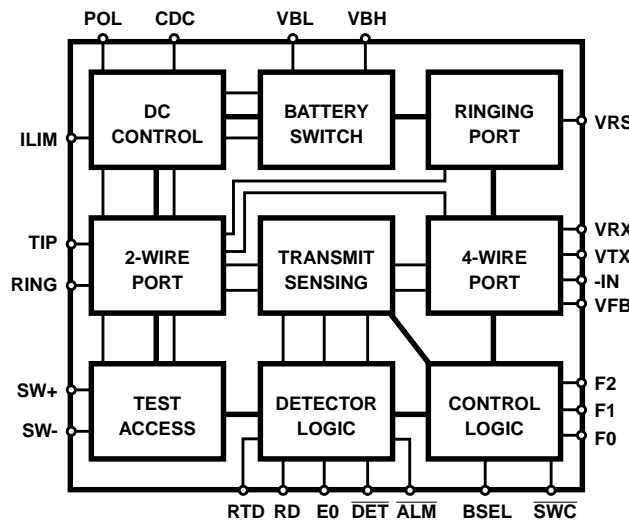 POL CDC VBL VBH
DC CONTROL
BATTERY SWITCH
RINGING PORT
ILIM
VRS
2-WIRE PORT
TRANSMIT SENSING
4-WIRE PORT
TIP
RING
VRX
VTX
-IN
VFB
TEST ACCESS
DETECTOR LOGIC
CONTROL LOGIC
SW+
SW-
F2
F1
F0
RTD RD E0 DET ALM BSEL SWC